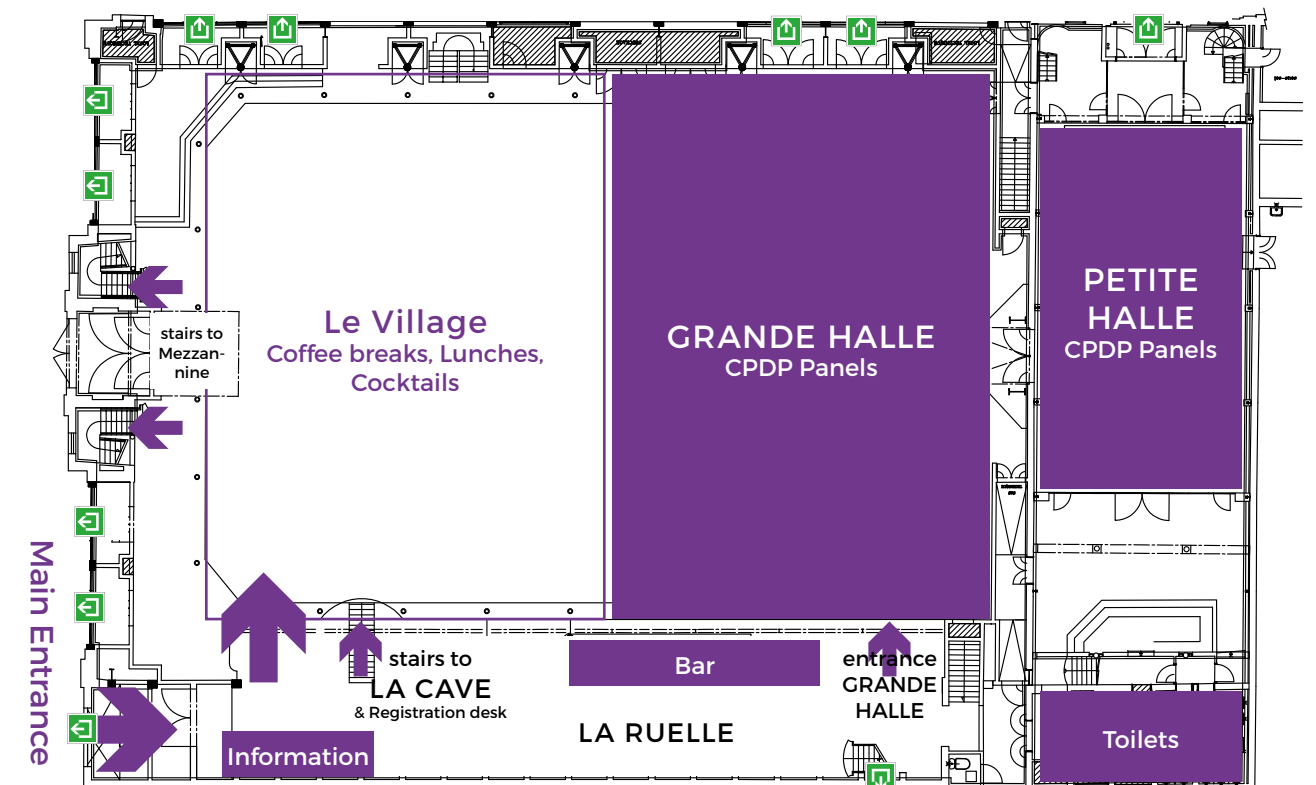 stairs to
Mezzan-
nine
Le Village
Coffee breaks, Lunches,
Cocktails
GRANDE HALLE
CPDP Panels
PETITE
HALLE
CPDP Panels
Main Entrance
stairs to
LA CAVE
& Registration desk
Bar
entrance
GRANDE
HALLE
LA RUELLE
Information
Toilets